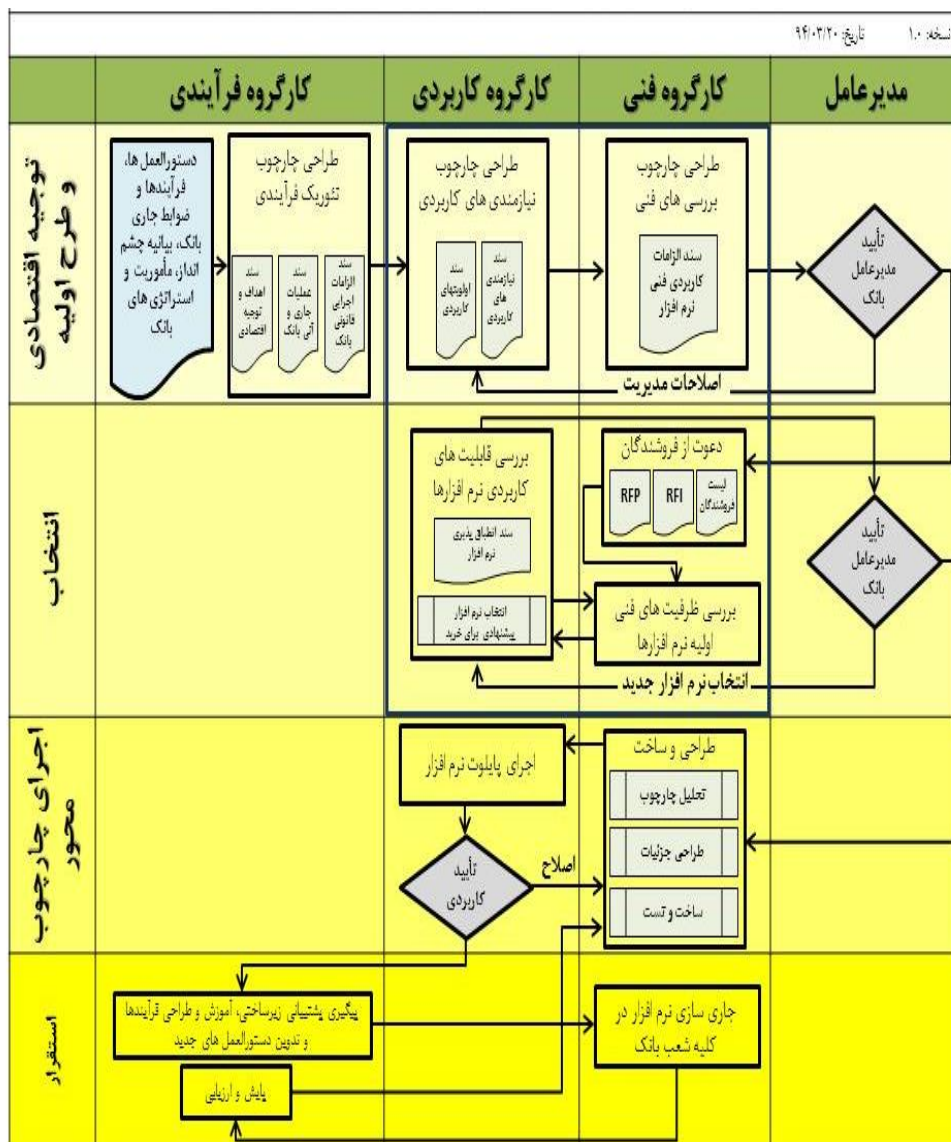 نسخه: ۱.۰
تاریخ: ۹۴/۰۳/۲۰
مدیرعامل
کارگروه فنی
کارگروه کاربردی
کارگروه فرآیندی
توجیه اقتصادی
و طرح اولیه
دستورالعمل ها،
فرآیندها و
ضوابط جاری
بانک، بیانیه چشم
انداز، مأموریت و
استراتژی های
بانک
طراحی چارچوب
تئوریک فرآیندی
سند
اهداف و
توجیه
اقتصادی
سند
عملیات
جاری و
آتی بانک
سند
الزامات
اجرایی
قانونی
بانک
طراحی چارچوب
نیازمندی های کاربردی
سند
اولویتهای
کاربردی
سند
نیازمندی
های
کاربردی
طراحی چارچوب
بررسی های فنی
سند الزامات
کاربردی فنی
نرم افزار
تأیید
مدیرعامل
بانک
اصلاحات مدیریت
انتخاب
دعوت از فروشندگان
لیست
فروشندگان
RFI
RFP
بررسی قابلیت های
کاربردی نرم افزارها
سند انطباق پذیری
نرم افزار
انتخاب نرم افزار
پیشنهادی برای خرید
بررسی ظرفیت های فنی
اولیه نرم افزارها
تأیید
مدیرعامل
بانک
انتخاب نرم افزار جدید
اجرای چارچوب
محور
طراحی و ساخت
تحلیل چارچوب
طراحی جزئیات
ساخت و تست
اجرای پایلوت نرم افزار
تأیید
کاربردی
اصلاح
استقرار
پیگیری پشتیبانی زیرساختی، آموزش و طراحی فرآیندها
و تدوین دستورالعمل های جدید
جاری سازی نرم افزار در
کلیه شعب بانک
پایش و ارزیابی